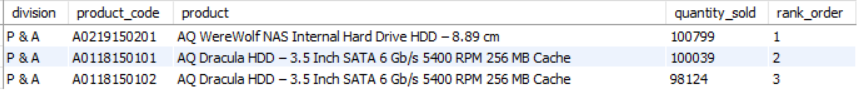 division product_code product quantity_sold rank_order
P & A A0219150201 AQ WereWolf NAS Internal Hard Drive HDD – 8.89 cm 100799 1
P & A A0118150101 AQ Dracula HDD – 3.5 Inch SATA 6 Gb/s 5400 RPM 256 MB Cache 100039 2
P & A A0118150102 AQ Dracula HDD – 3.5 Inch SATA 6 Gb/s 5400 RPM 256 MB Cache 98124 3